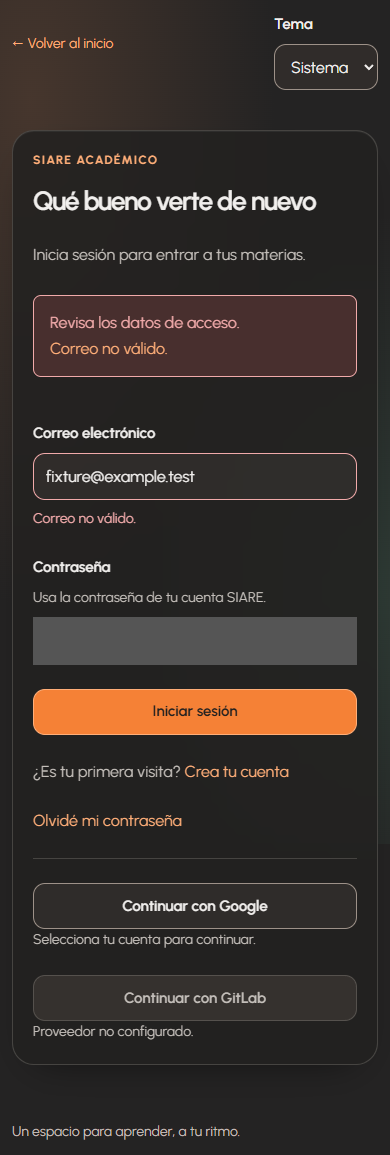 ← Volver al inicio
Tema
Sistema
SIARE ACADÉMICO
Qué bueno verte de nuevo
Inicia sesión para entrar a tus materias.
Revisa los datos de acceso.
Correo no válido.
Correo electrónico
fixture@example.test
Correo no válido.
Contraseña
Usa la contraseña de tu cuenta SIARE.
Iniciar sesión
¿Es tu primera visita? Crea tu cuenta
Olvidé mi contraseña
Continuar con Google
Selecciona tu cuenta para continuar.
Continuar con GitLab
Proveedor no configurado.
Un espacio para aprender, a tu ritmo.